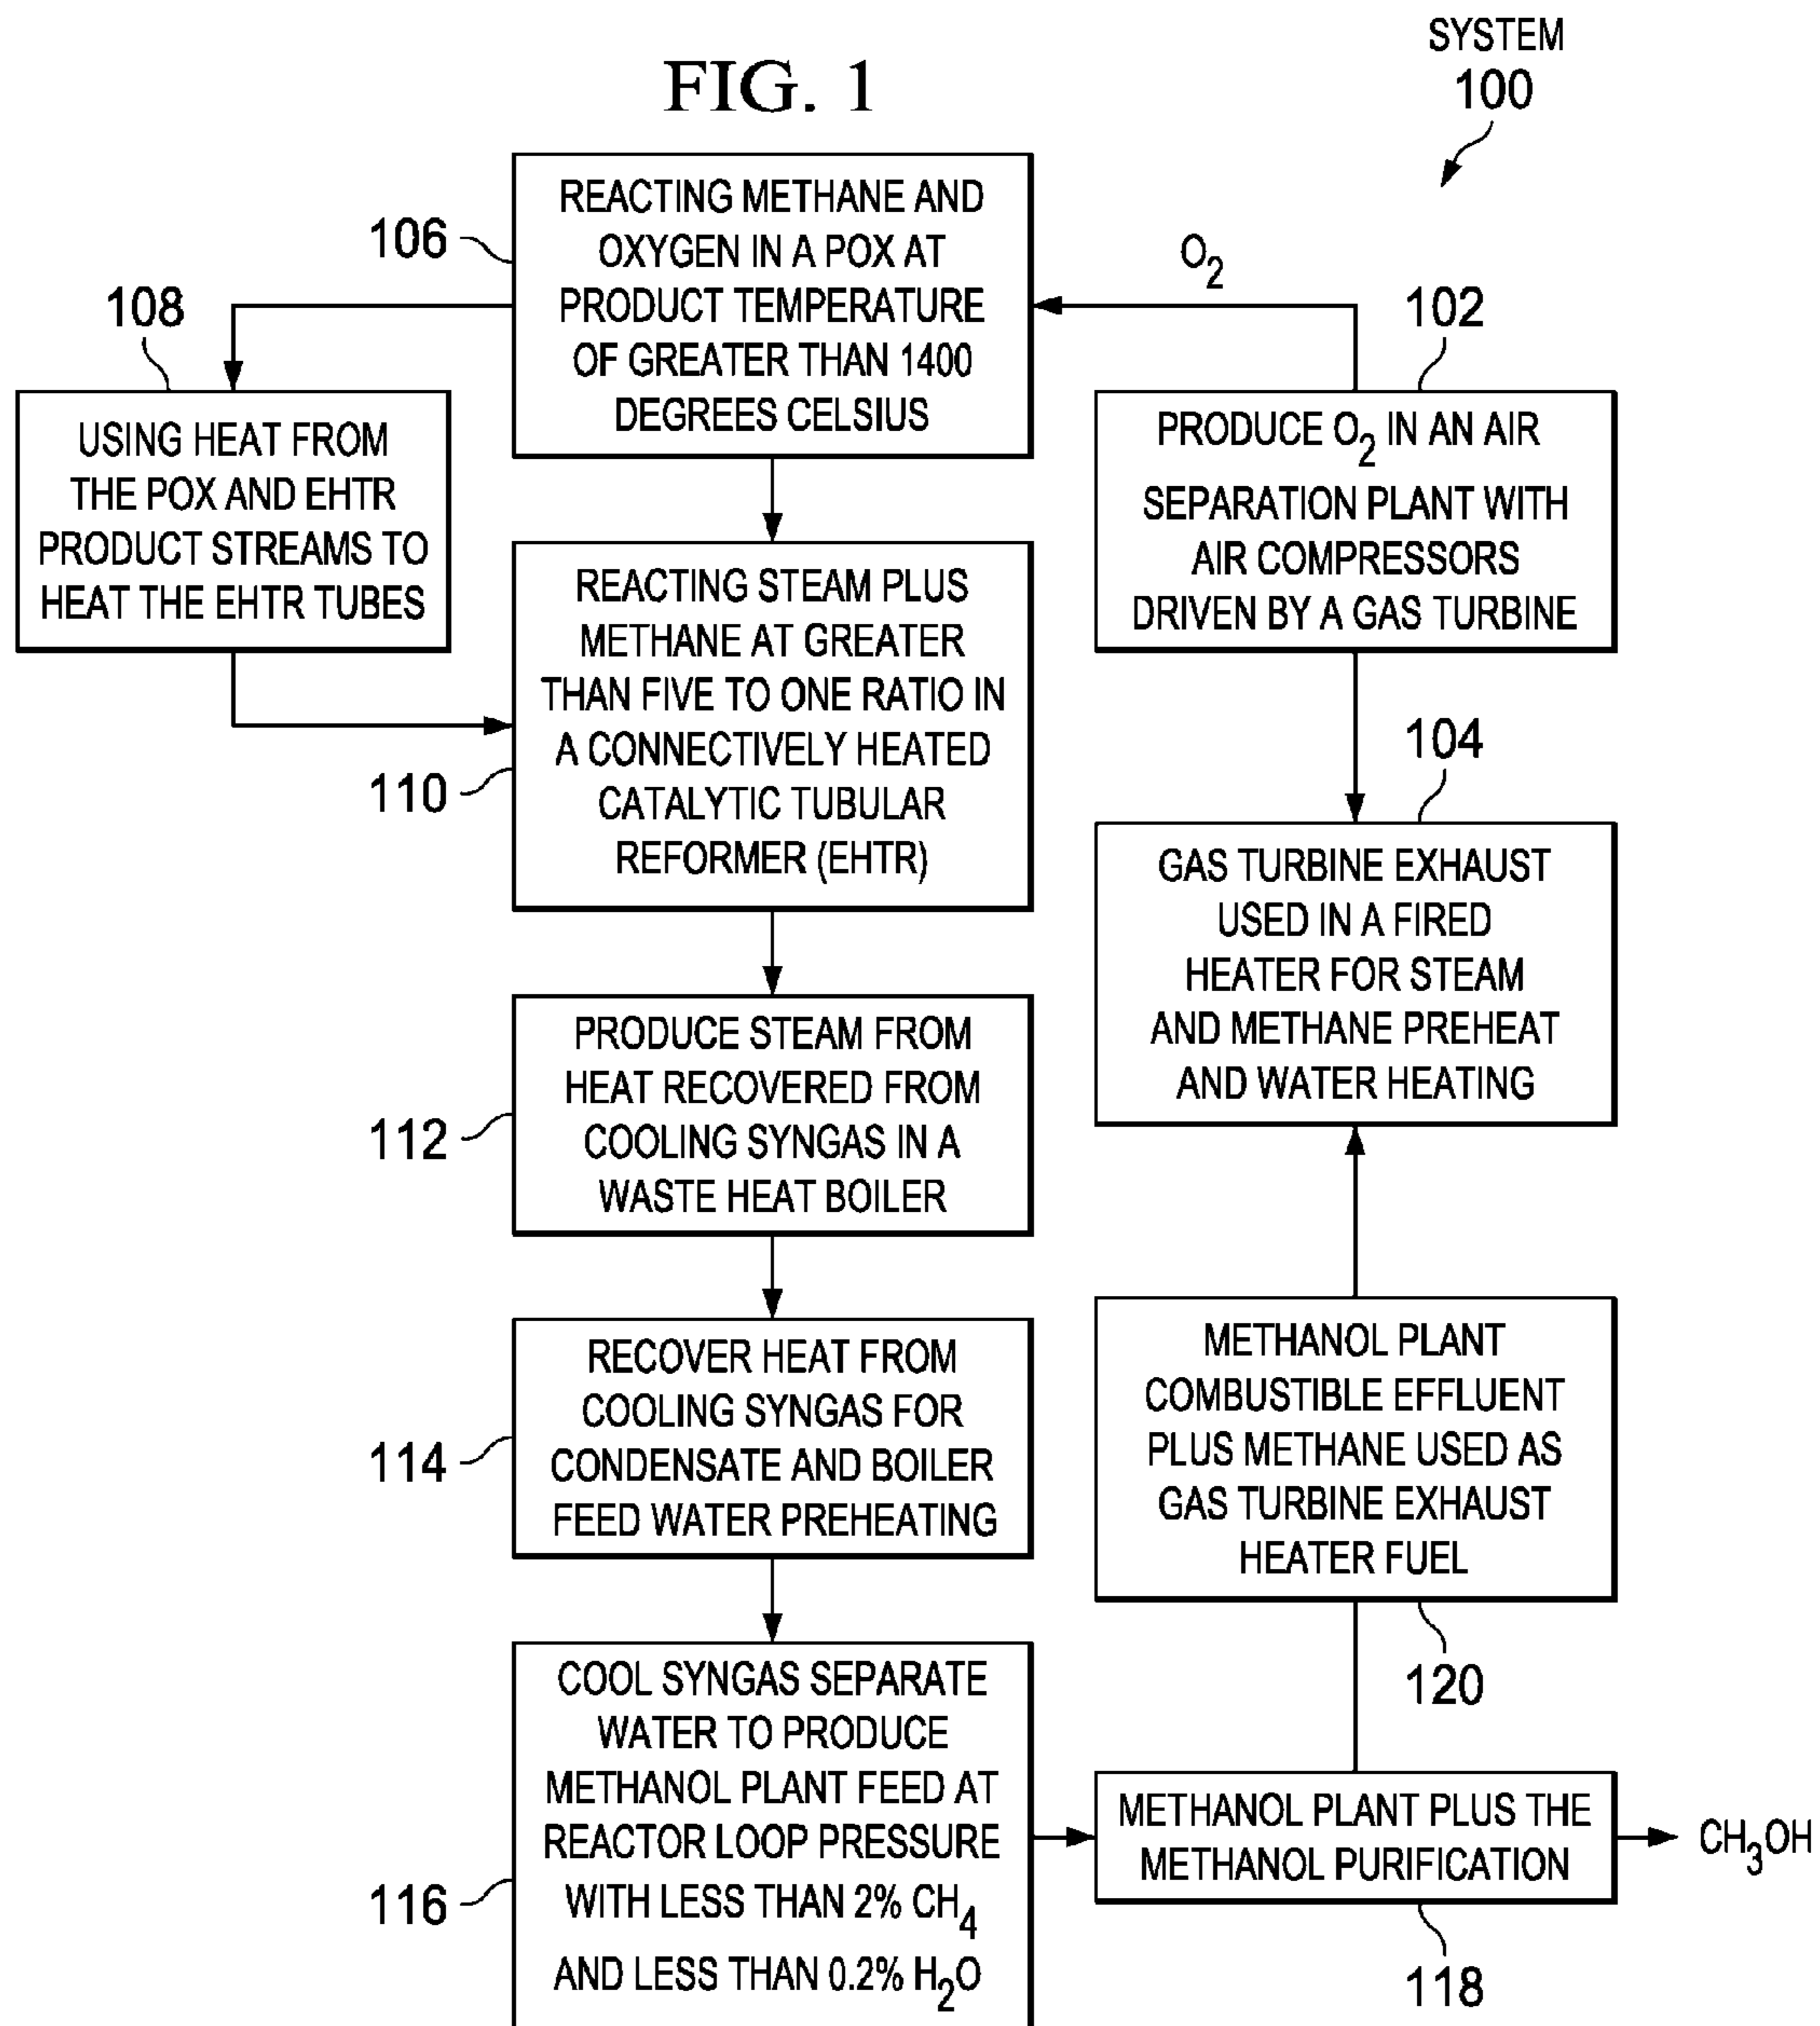 SYSTEM
100
FIG. 1
106
REACTING METHANE AND
OXYGEN IN A POX AT
PRODUCT TEMPERATURE
OF GREATER THAN 1400
DEGREES CELSIUS
O2
108
USING HEAT FROM
THE POX AND EHTR
PRODUCT STREAMS TO
HEAT THE EHTR TUBES
102
PRODUCE O2 IN AN AIR
SEPARATION PLANT WITH
AIR COMPRESSORS
DRIVEN BY A GAS TURBINE
110
REACTING STEAM PLUS
METHANE AT GREATER
THAN FIVE TO ONE RATIO IN
A CONNECTIVELY HEATED
CATALYTIC TUBULAR
REFORMER (EHTR)
104
GAS TURBINE EXHAUST
USED IN A FIRED
HEATER FOR STEAM
AND METHANE PREHEAT
AND WATER HEATING
112
PRODUCE STEAM FROM
HEAT RECOVERED FROM
COOLING SYNGAS IN A
WASTE HEAT BOILER
114
RECOVER HEAT FROM
COOLING SYNGAS FOR
CONDENSATE AND BOILER
FEED WATER PREHEATING
METHANOL PLANT
COMBUSTIBLE EFFLUENT
PLUS METHANE USED AS
GAS TURBINE EXHAUST
HEATER FUEL
120
116
COOL SYNGAS SEPARATE
WATER TO PRODUCE
METHANOL PLANT FEED AT
REACTOR LOOP PRESSURE
WITH LESS THAN 2% CH4
AND LESS THAN 0.2% H2O
METHANOL PLANT PLUS THE
METHANOL PURIFICATION
118
CH3OH